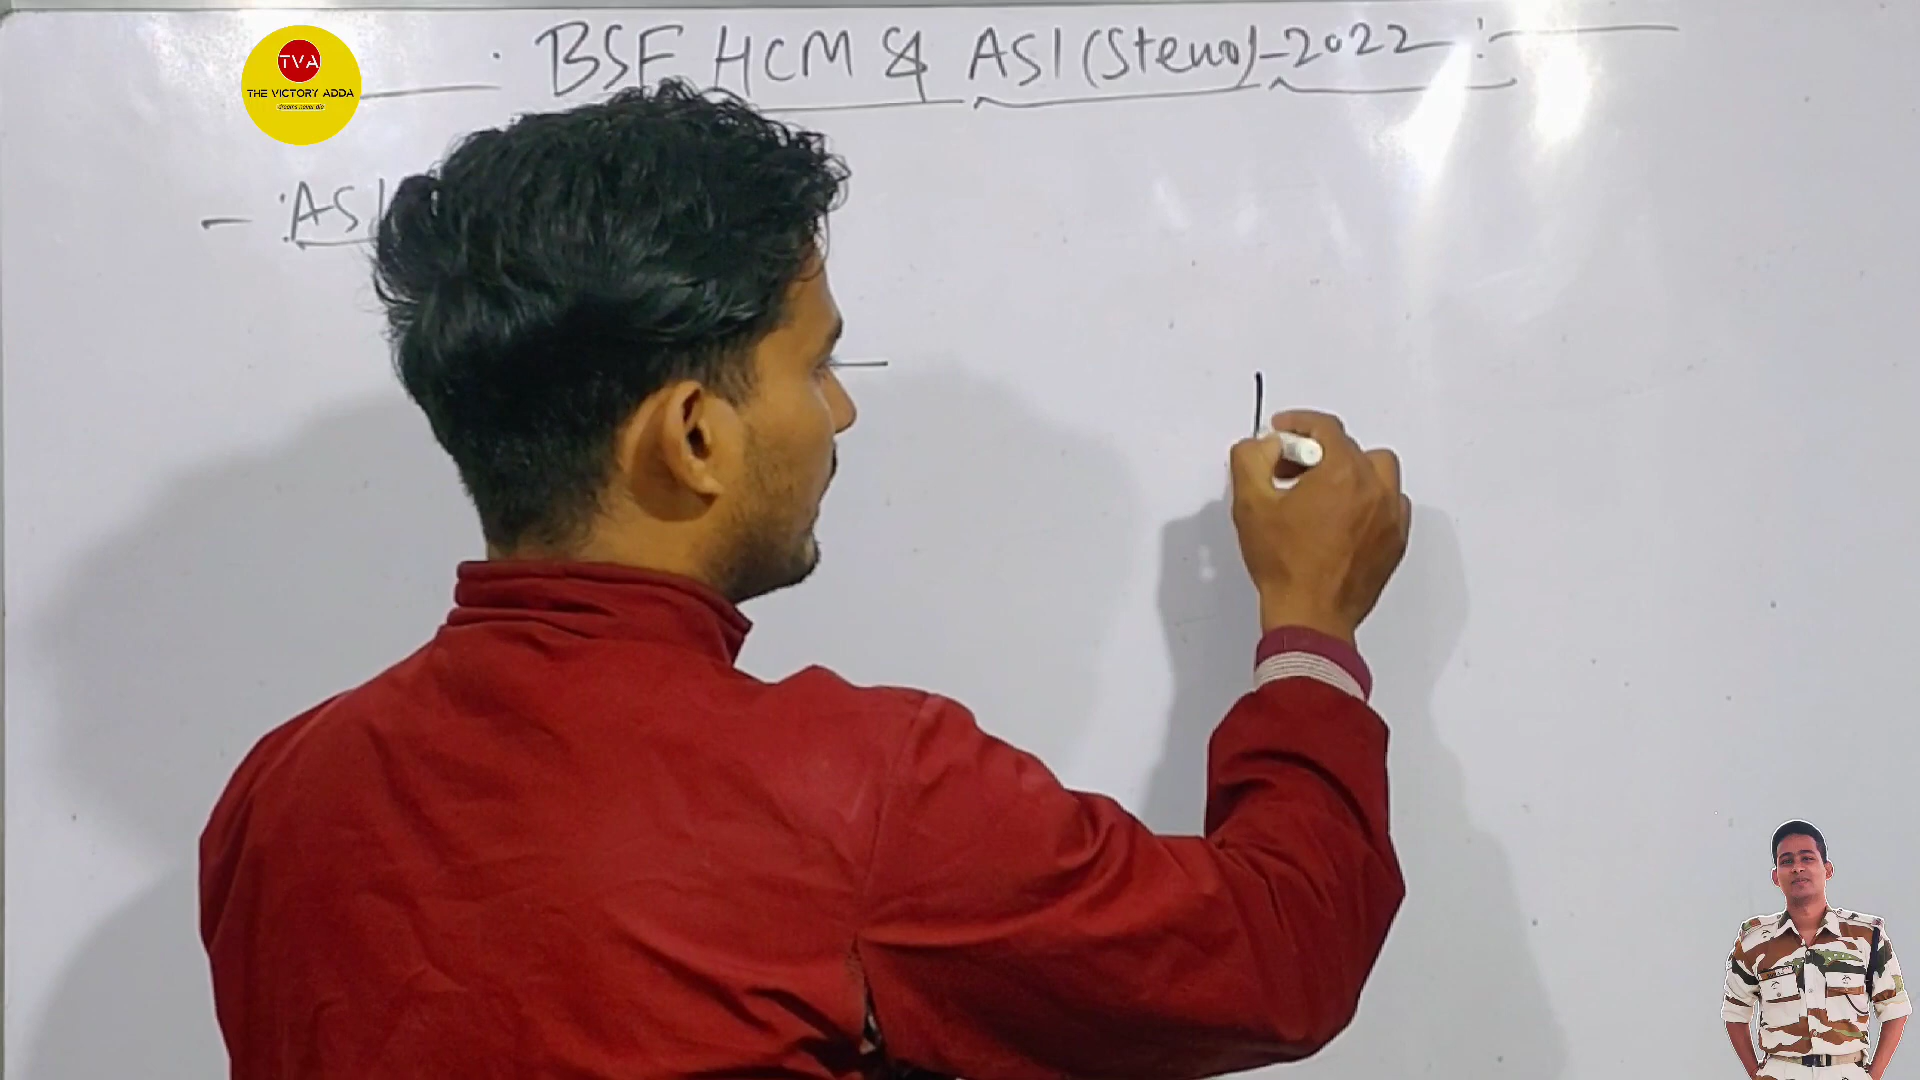 BSF HCM & ASI (Steno) - 2022 :
TVA
THE VICTORY ADDA
- ASI